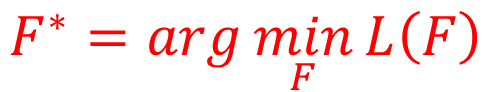 F* = arg min L(F)
F